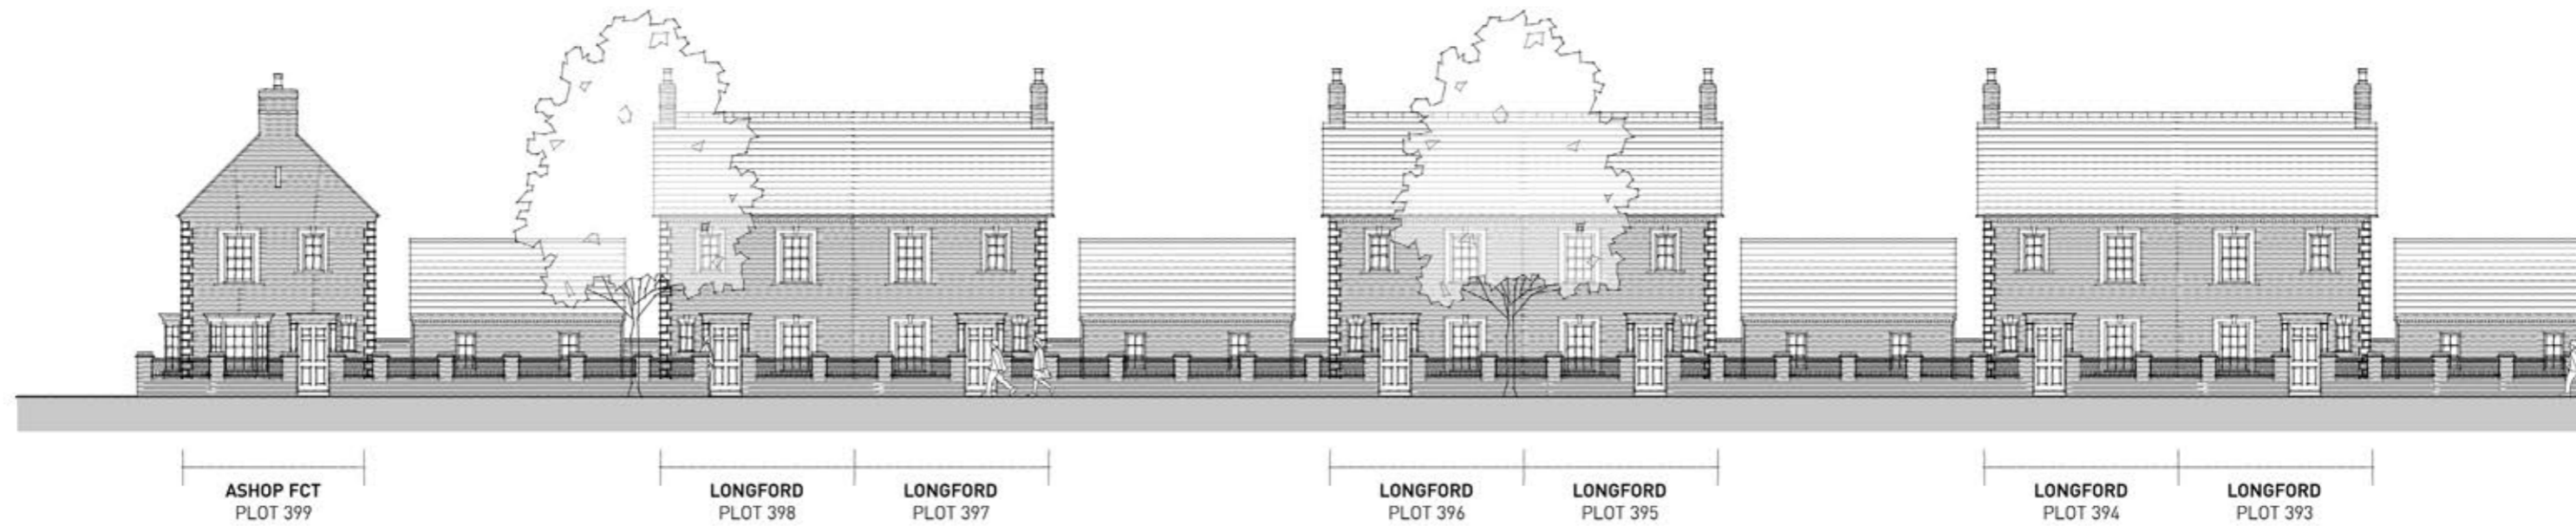 ASHOP FCT
PLOT 399
LONGFORD
PLOT 398
LONGFORD
PLOT 397
LONGFORD
PLOT 396
LONGFORD
PLOT 395
LONGFORD
PLOT 394
LONGFORD
PLOT 393